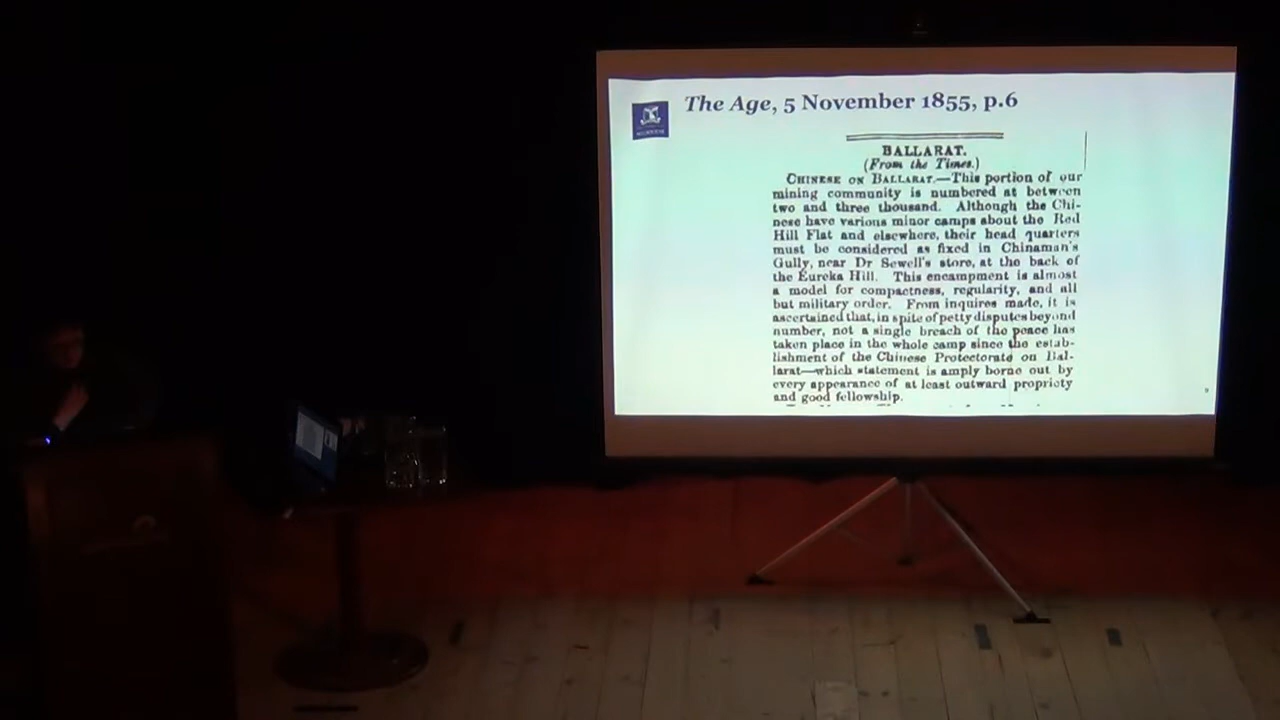 The Age, 5 November 1855, p.6
BALLARAT.
(From the Times.)
CHINESE ON BALLARAT.—This portion of our
mining community is numbered at between
two and three thousand. Although the Chi-
nese have various minor camps about the Red
Hill Flat and elsewhere, their head quarters
must be considered as fixed in Chinaman's
Gully, near Dr Sewell's store, at the back of
the Eureka Hill. This encampment is almost
a model for compactness, regularity, and all
but military order. From inquires made, it is
ascertained that, in spite of petty disputes beyond
number, not a single breach of the peace has
taken place in the whole camp since the estab-
lishment of the Chinese Protectorate on Bal-
larat—which statement is amply borne out by
every appearance of at least outward propriety
and good fellowship.